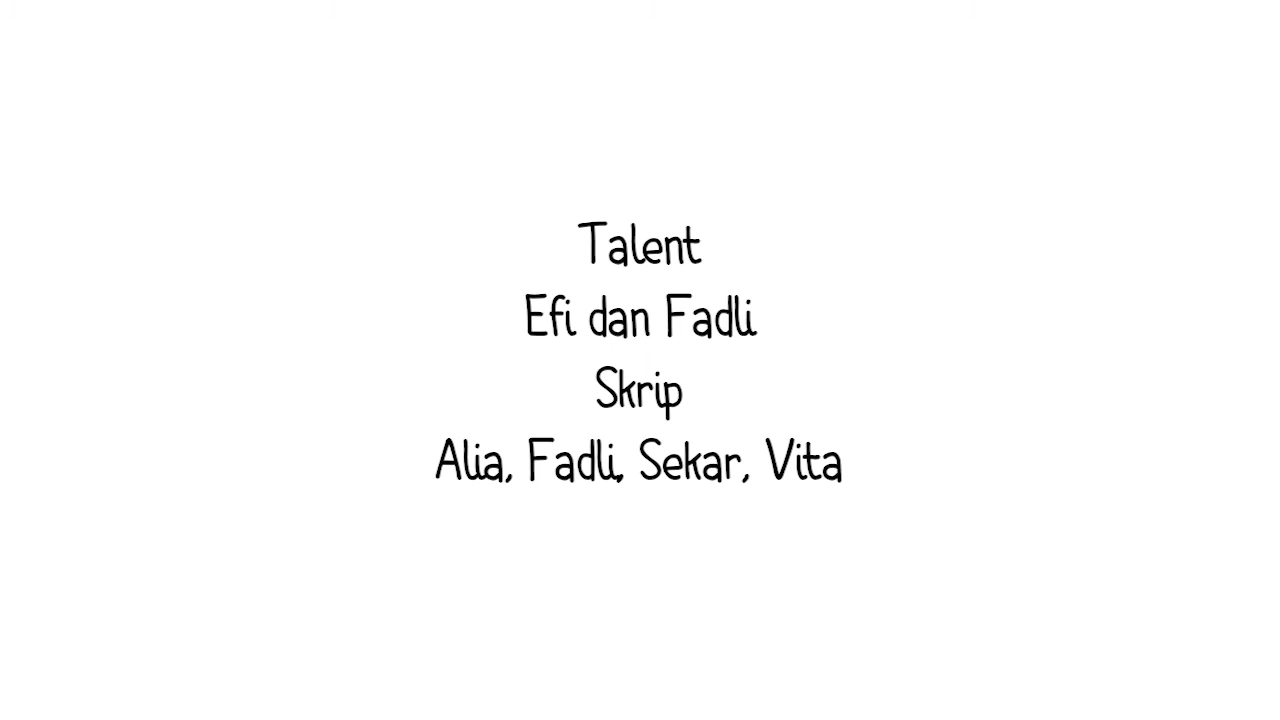 Talent
Efi dan Fadli
Skrip
Alia, Fadli, Sekar, Vita